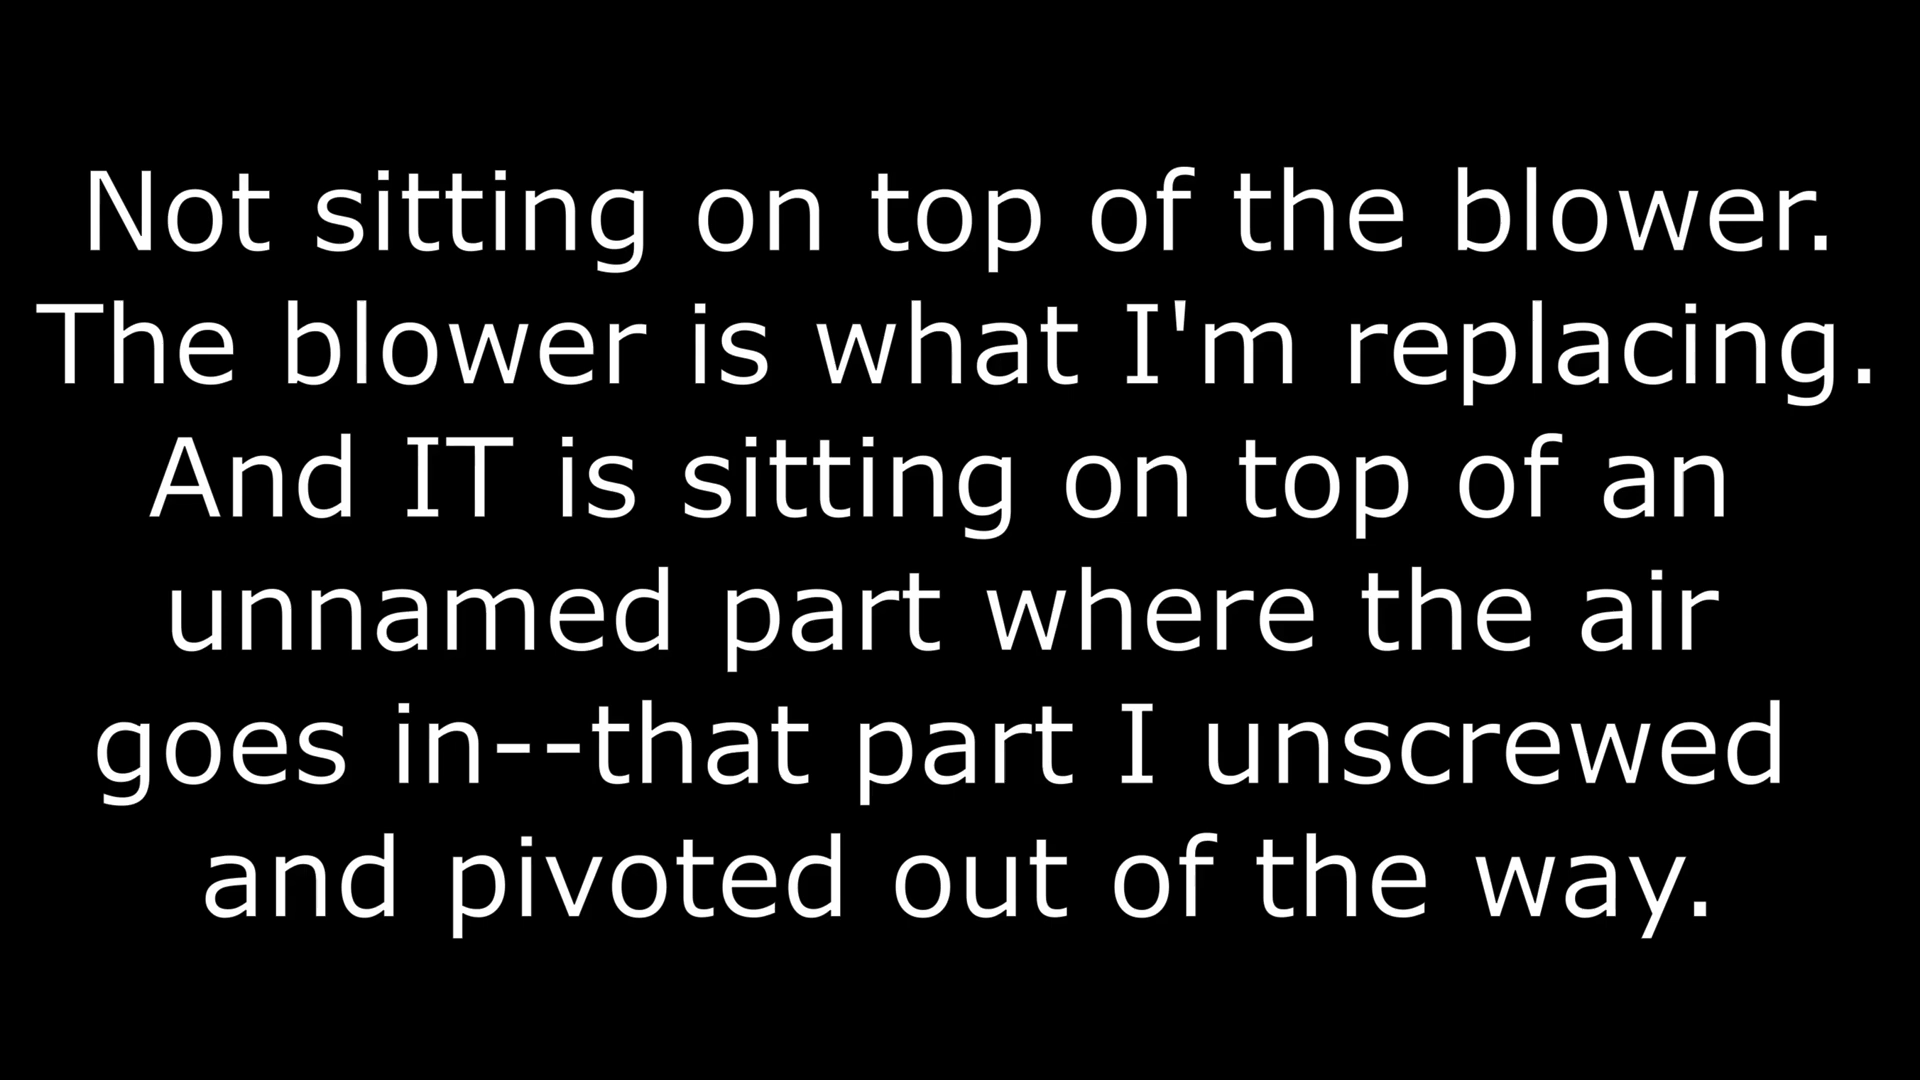 Not sitting on top of the blower.
The blower is what I'm replacing.
And IT is sitting on top of an
unnamed part where the air
goes in--that part I unscrewed
and pivoted out of the way.